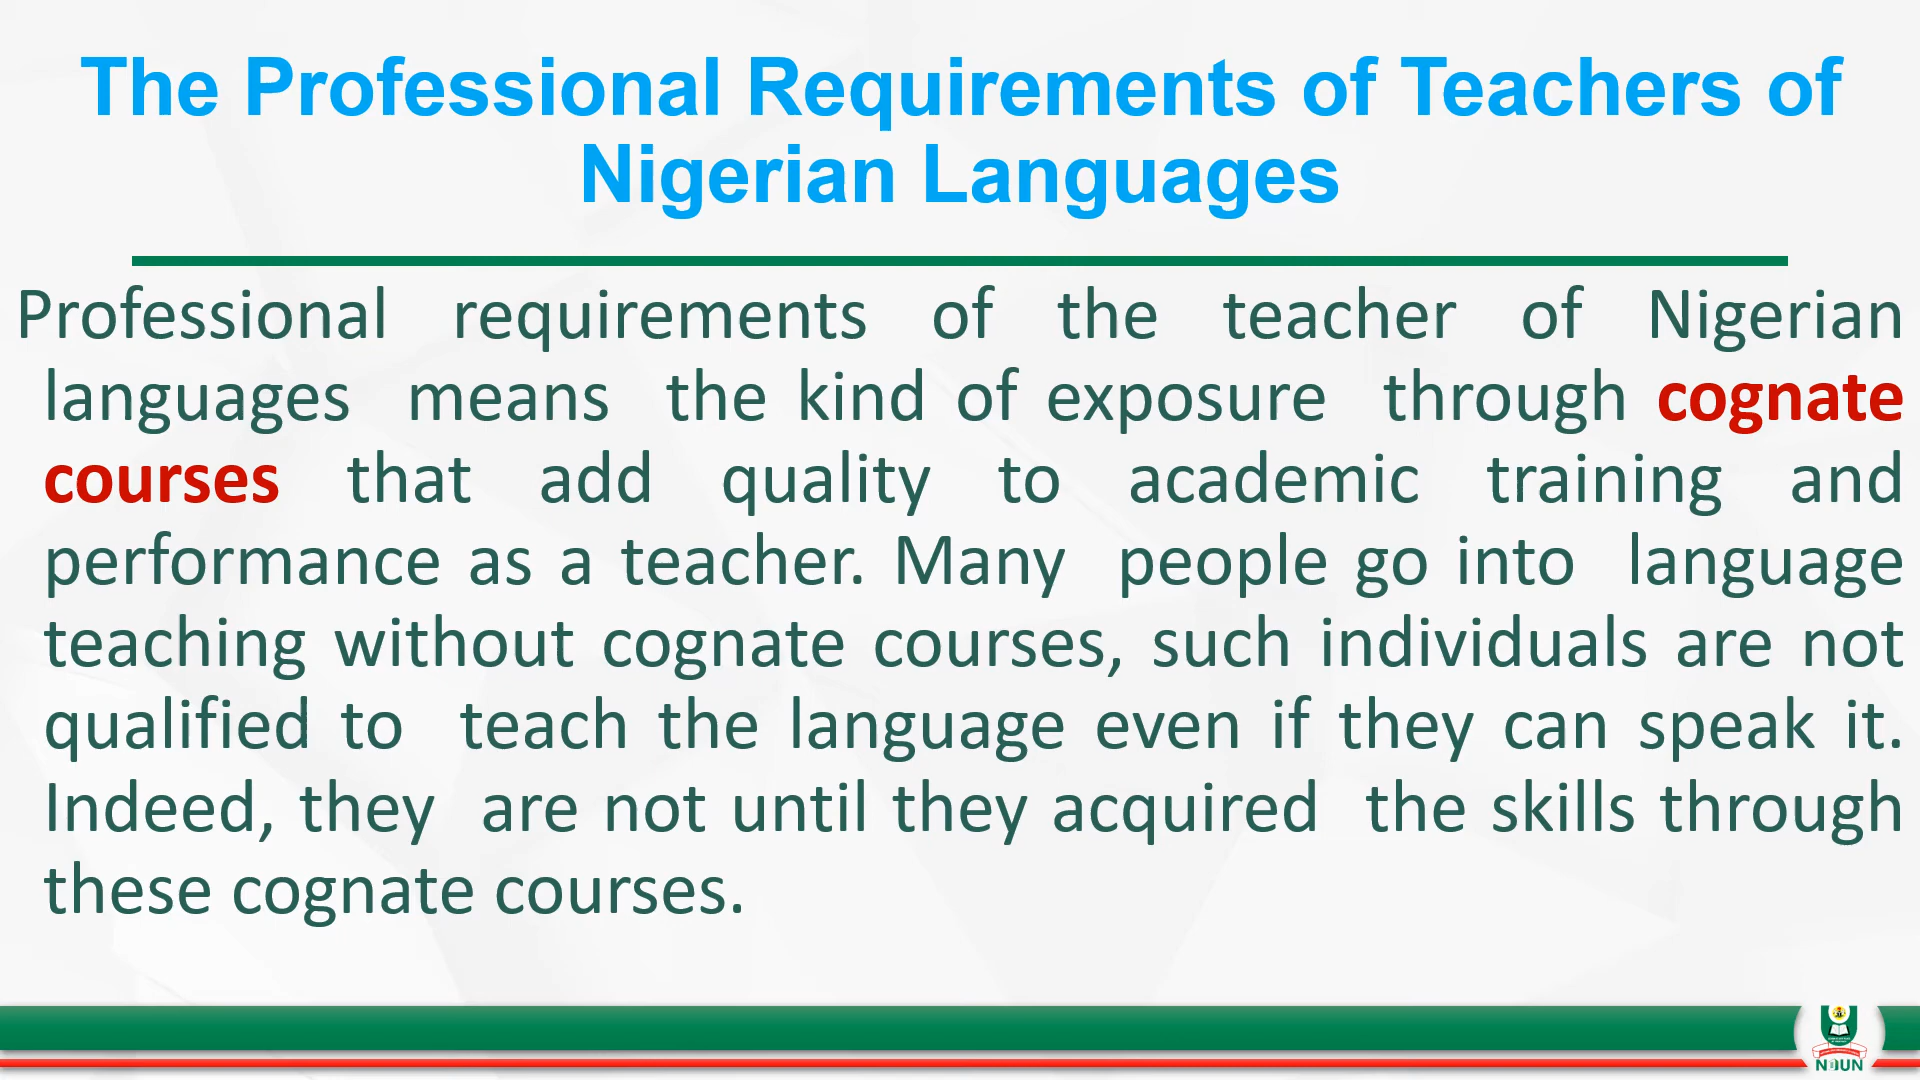 The Professional Requirements of Teachers of
Nigerian Languages
Professional requirements of the teacher of Nigerian
languages means the kind of exposure through cognate
courses that add quality to academic training and
performance as a teacher. Many people go into language
teaching without cognate courses, such individuals are not
qualified to teach the language even if they can speak it.
Indeed, they are not until they acquired the skills through
these cognate courses.
NOUN